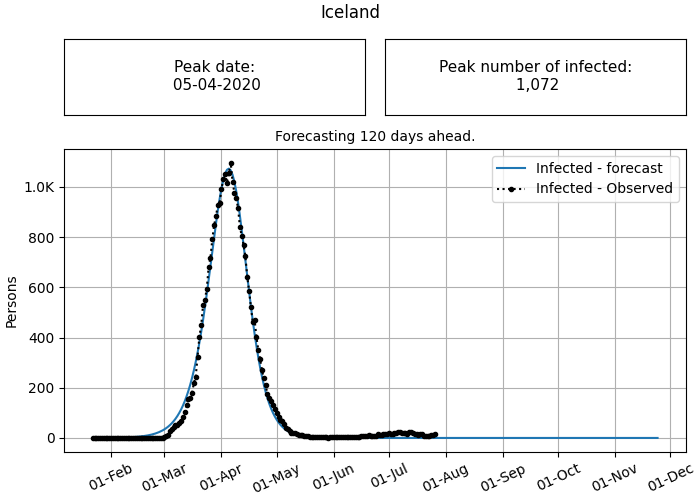 Iceland
Peak date:
05-04-2020
Peak number of infected:
1,072
Forecasting 120 days ahead.
Infected - forecast
Infected - Observed
1.0K
800
600
400
200
0
Persons
01-Feb
01-Mar
01-Apr
01-May
01-Jun
01-Jul
01-Aug
01-Sep
01-Oct
01-Nov
01-Dec